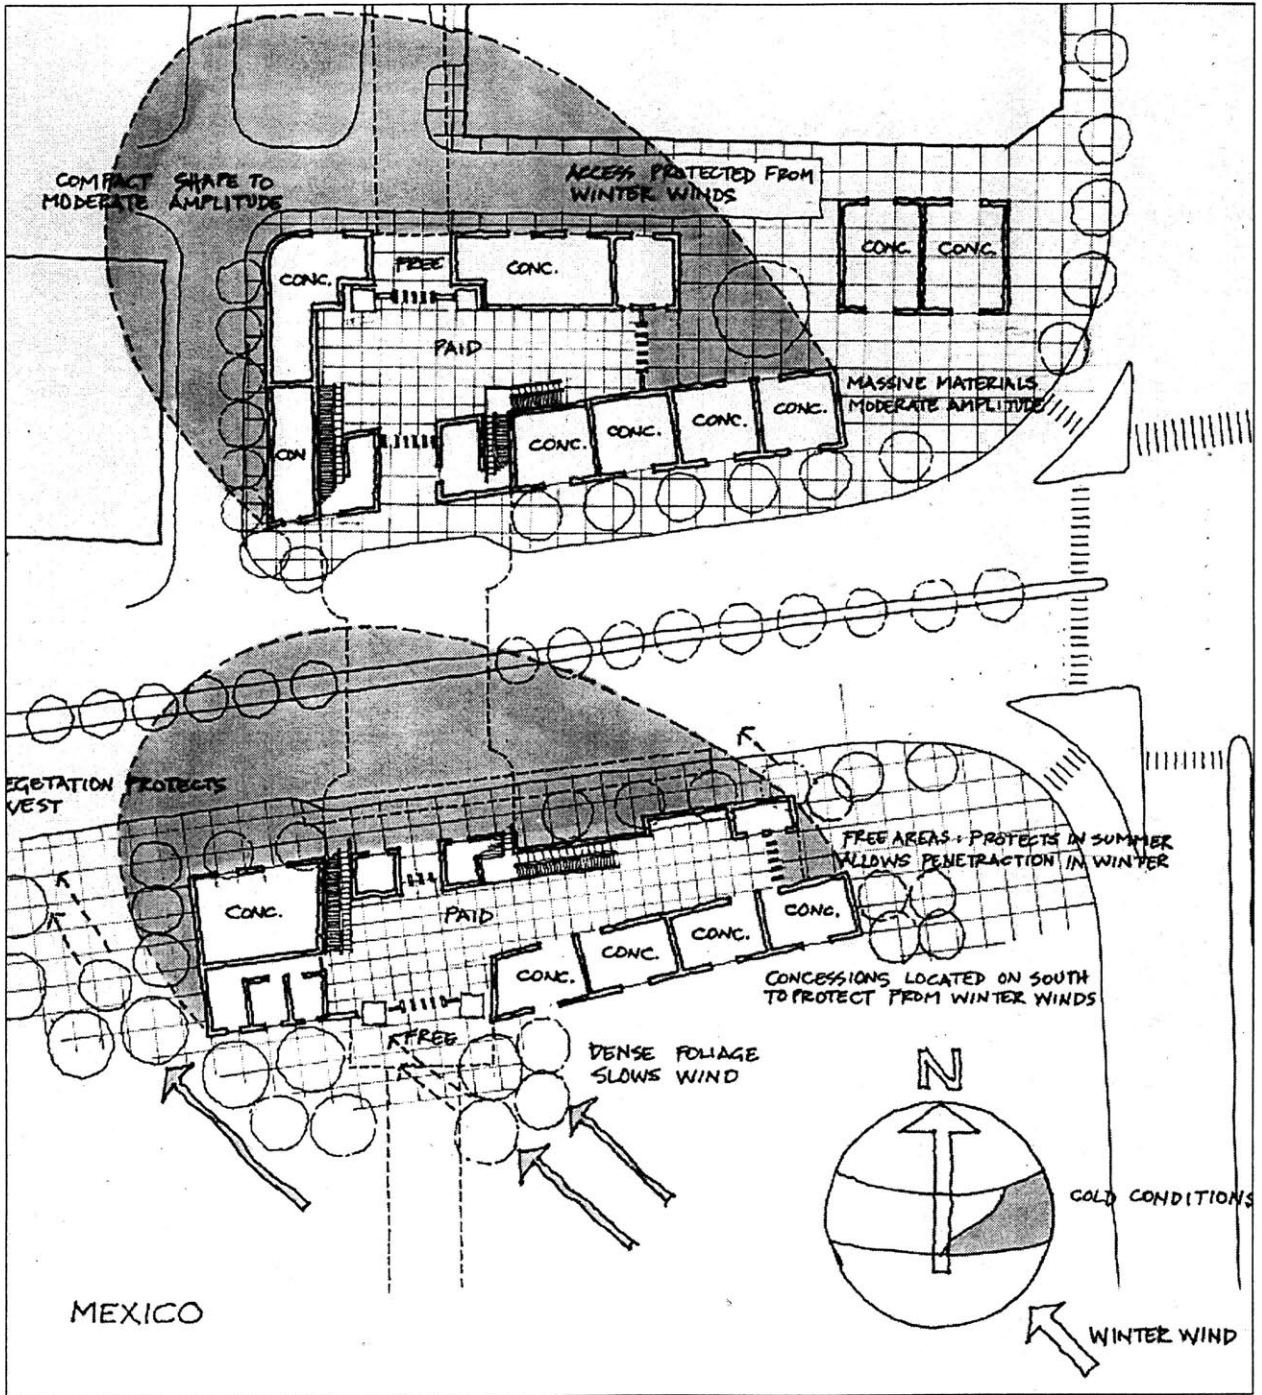 COMPACT SHAPE TO
MODERATE AMPLITUDE
ACCESS PROTECTED FROM
WINTER WINDS
CONC.
FREE
CONC.
CONC.
CONC.
PAID
MASSIVE MATERIALS
MODERATE AMPLITUDE
CON
CONC.
CONC.
CONC.
CONC.
EGETATION PROTECTS
VEST
FREE AREAS: PROTECTS IN SUMMER
ALLOWS PENETRACTION IN WINTER
CONC.
PAID
CONC.
CONC.
CONC.
CONC.
CONCESSIONS LOCATED ON SOUTH
TO PROTECT FROM WINTER WINDS
FREE
DENSE FOLIAGE
SLOWS WIND
N
COLD CONDITIONS
MEXICO
WINTER WIND